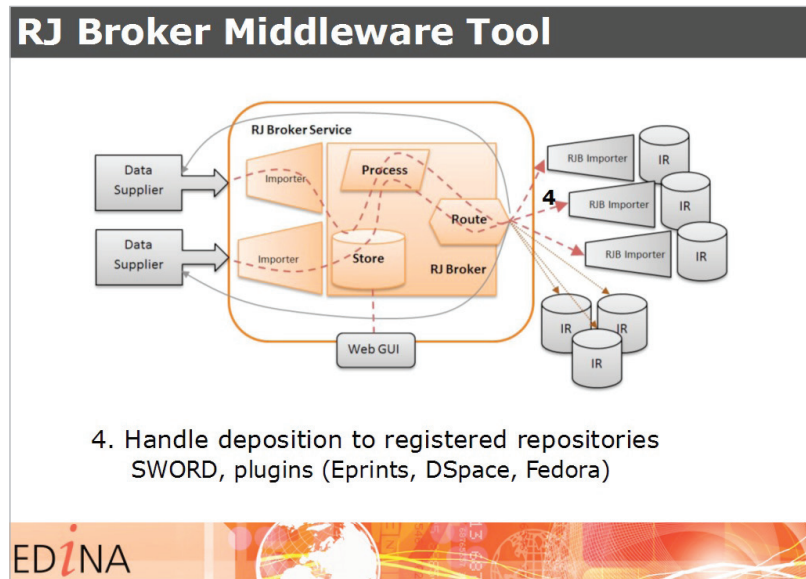 RJ Broker Middleware Tool
RJ Broker Service
Data
Supplier
Importer
Process
Route
RJB Importer
IR
4
RJB Importer
IR
RJB Importer
IR
Data
Supplier
Importer
Store
RJ Broker
Web GUI
IR
IR
IR
4. Handle deposition to registered repositories
SWORD, plugins (Eprints, DSpace, Fedora)
EDINA